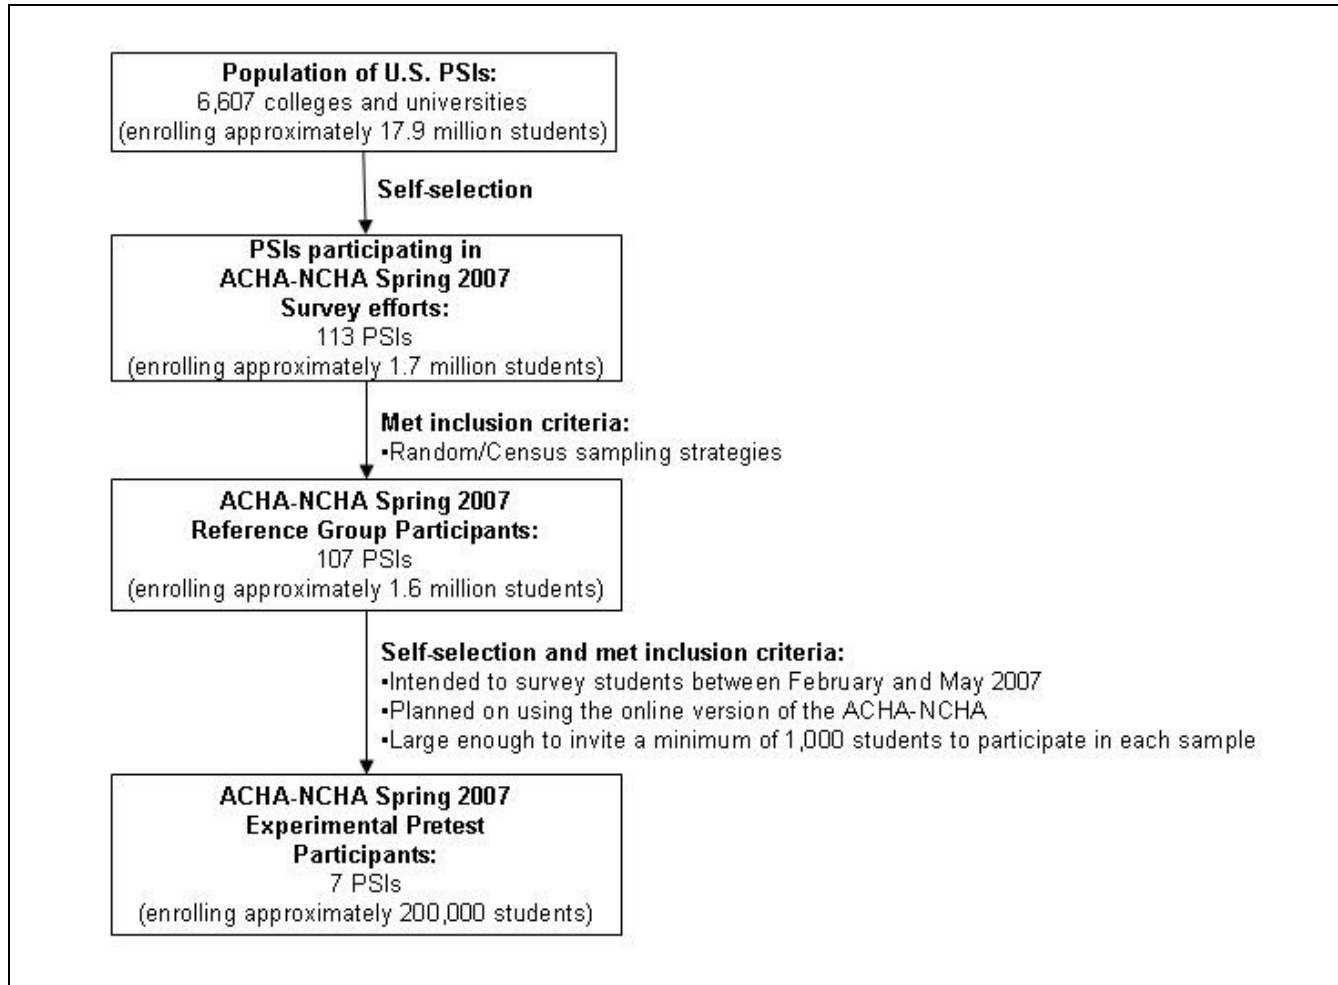 Population of U.S. PSIs:
6,607 colleges and universities
(enrolling approximately 17.9 million students)
Self-selection
PSIs participating in
ACHA-NCHA Spring 2007
Survey efforts:
113 PSIs
(enrolling approximately 1.7 million students)
Met inclusion criteria:
▪Random/Census sampling strategies
ACHA-NCHA Spring 2007
Reference Group Participants:
107 PSIs
(enrolling approximately 1.6 million students)
Self-selection and met inclusion criteria:
▪Intended to survey students between February and May 2007
▪Planned on using the online version of the ACHA-NCHA
▪Large enough to invite a minimum of 1,000 students to participate in each sample
ACHA-NCHA Spring 2007
Experimental Pretest
Participants:
7 PSIs
(enrolling approximately 200,000 students)